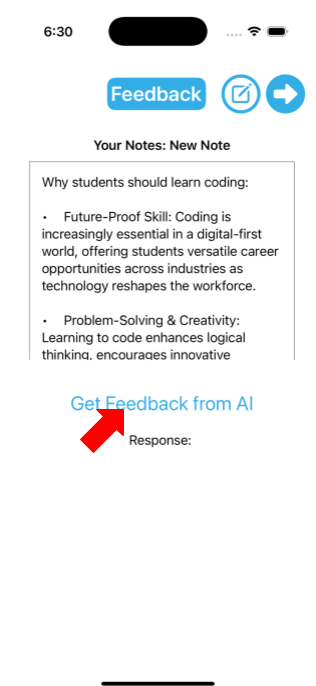 6:30
Feedback
Your Notes: New Note
Why students should learn coding:
• Future-Proof Skill: Coding is
increasingly essential in a digital-first
world, offering students versatile career
opportunities across industries as
technology reshapes the workforce.
• Problem-Solving & Creativity:
Learning to code enhances logical
thinking, encourages innovative
Get Feedback from AI
Response: